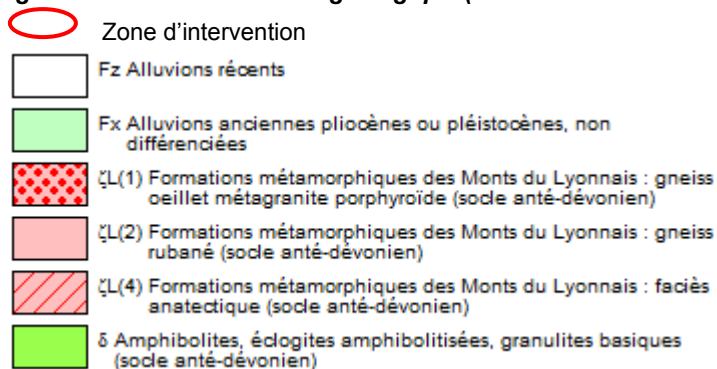 Zone d'intervention
Fz Alluvions récents
Fx Alluvions anciennes pliocènes ou pléistocènes, non
différenciées
ζL(1) Formations métamorphiques des Monts du Lyonnais : gneiss
oeillet métagranite porphyroïde (socle anté-dévonien)
ζL(2) Formations métamorphiques des Monts du Lyonnais : gneiss
rubané (socle anté-dévonien)
ζL(4) Formations métamorphiques des Monts du Lyonnais : faciès
anatectique (socle anté-dévonien)
δ Amphibolites, éclogites amphibolitisées, granulites basiques
(socle anté-dévonien)